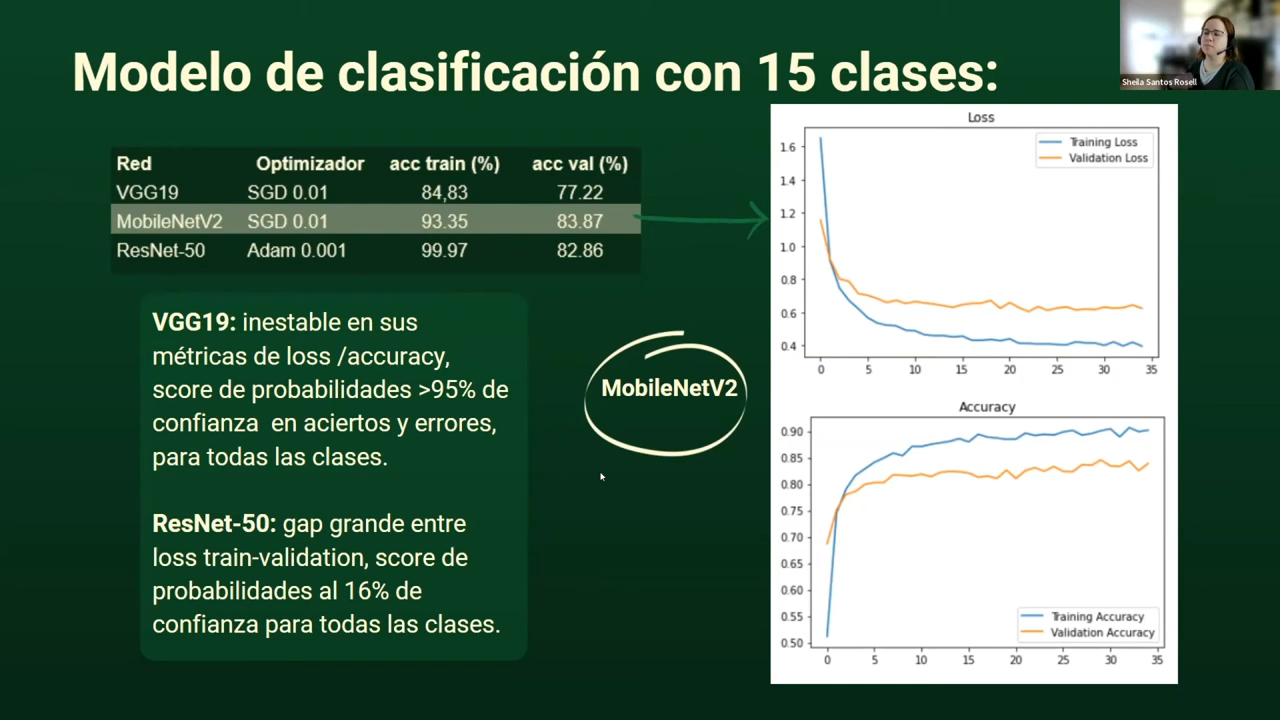 Modelo de clasificación con 15 clases:
Sheila Santos Rosell
Red Optimizador acc train (%) acc val (%)
VGG19 SGD 0.01 84,83 77.22
MobileNetV2 SGD 0.01 93.35 83.87
ResNet-50 Adam 0.001 99.97 82.86
VGG19: inestable en sus
métricas de loss /accuracy,
score de probabilidades >95% de
confianza en aciertos y errores,
para todas las clases.
ResNet-50: gap grande entre
loss train-validation, score de
probabilidades al 16% de
confianza para todas las clases.
MobileNetV2
Loss
Training Loss
Validation Loss
1.6
1.4
1.2
1.0
0.8
0.6
0.4
0 5 10 15 20 25 30 35
Accuracy
0.90
0.85
0.80
0.75
0.70
0.65
0.60
0.55
0.50
Training Accuracy
Validation Accuracy
0 5 10 15 20 25 30 35